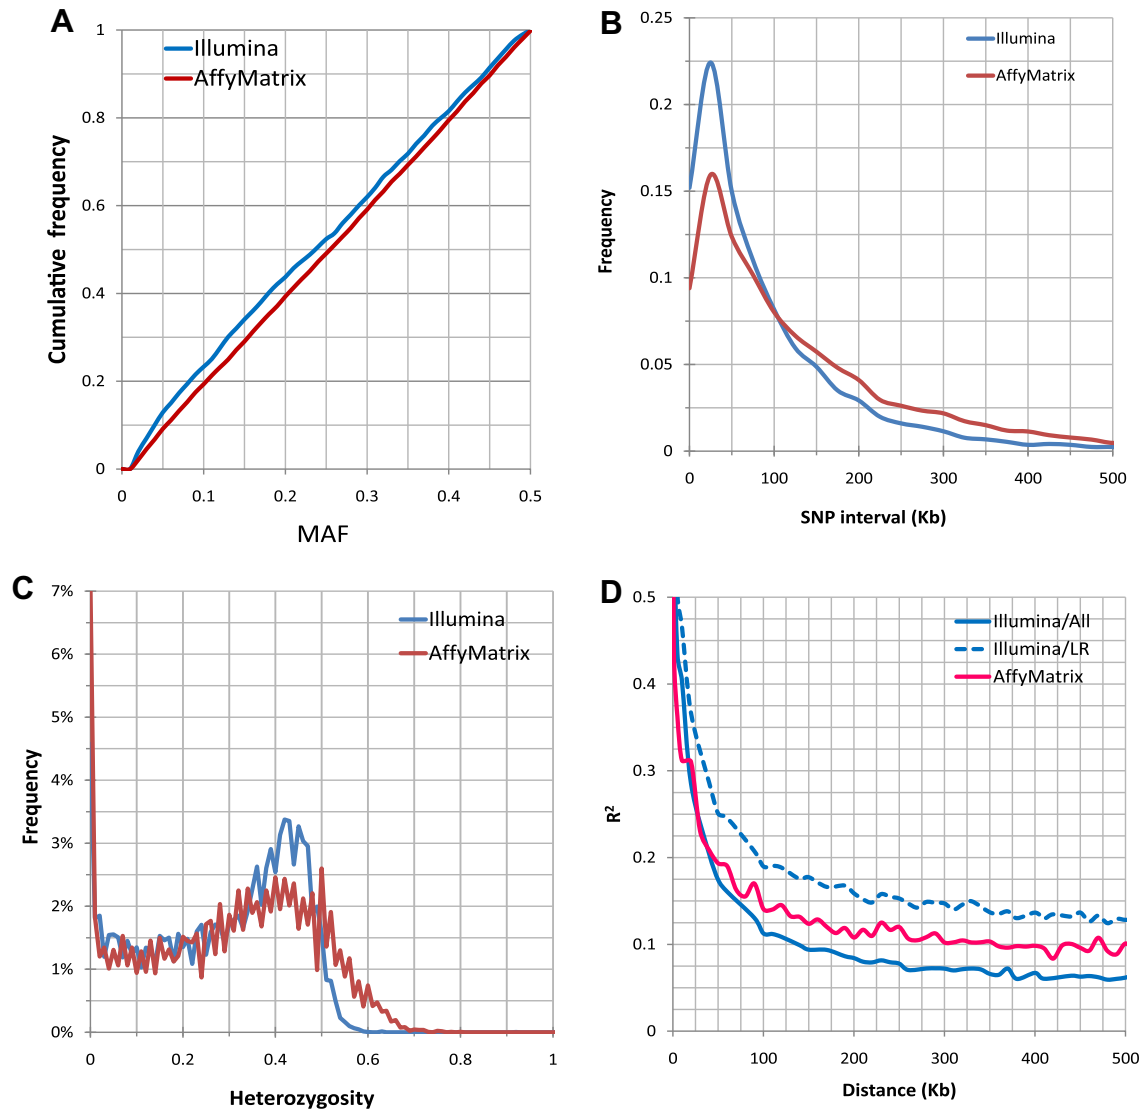 A
Illumina
AffyMatrix
Cumulative frequency
1
0.8
0.6
0.4
0.2
0
0 0.1 0.2 0.3 0.4 0.5
MAF
B
Illumina
AffyMatrix
Frequency
0.25
0.2
0.15
0.1
0.05
0
0 100 200 300 400 500
SNP interval (Kb)
C
Illumina
AffyMatrix
Frequency
7%
6%
5%
4%
3%
2%
1%
0%
0 0.2 0.4 0.6 0.8 1
Heterozygosity
D
Illumina/All
Illumina/LR
AffyMatrix
R²
0.5
0.4
0.3
0.2
0.1
0
0 100 200 300 400 500
Distance (Kb)